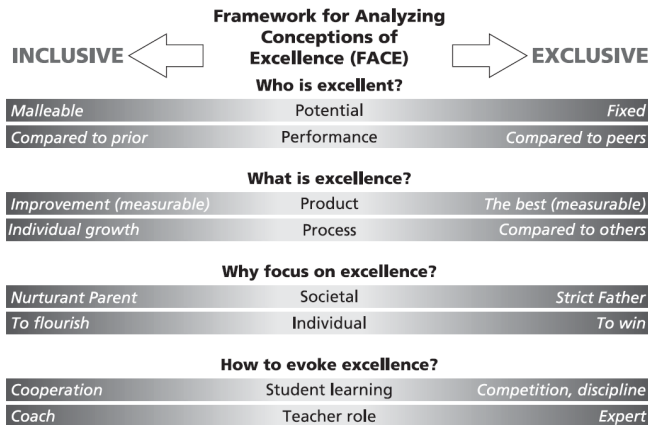 Framework for Analyzing
Conceptions of
INCLUSIVE Excellence (FACE) EXCLUSIVE
Who is excellent?
Malleable Potential Fixed
Compared to prior Performance Compared to peers
What is excellence?
Improvement (measurable) Product The best (measurable)
Individual growth Process Compared to others
Why focus on excellence?
Nurturant Parent Societal Strict Father
To flourish Individual To win
How to evoke excellence?
Cooperation Student learning Competition, discipline
Coach Teacher role Expert